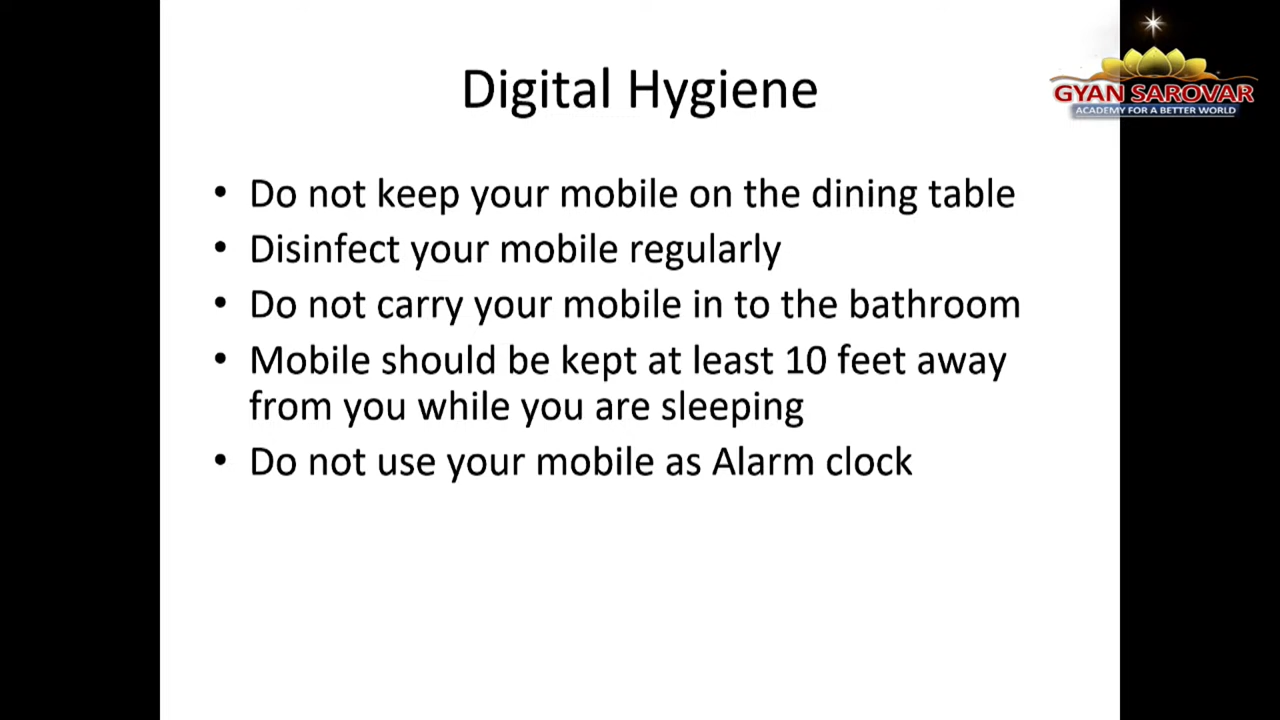 GYAN SAROVAR
ACADEMY FOR A BETTER WORLD
Digital Hygiene
• Do not keep your mobile on the dining table
• Disinfect your mobile regularly
• Do not carry your mobile in to the bathroom
• Mobile should be kept at least 10 feet away
from you while you are sleeping
• Do not use your mobile as Alarm clock